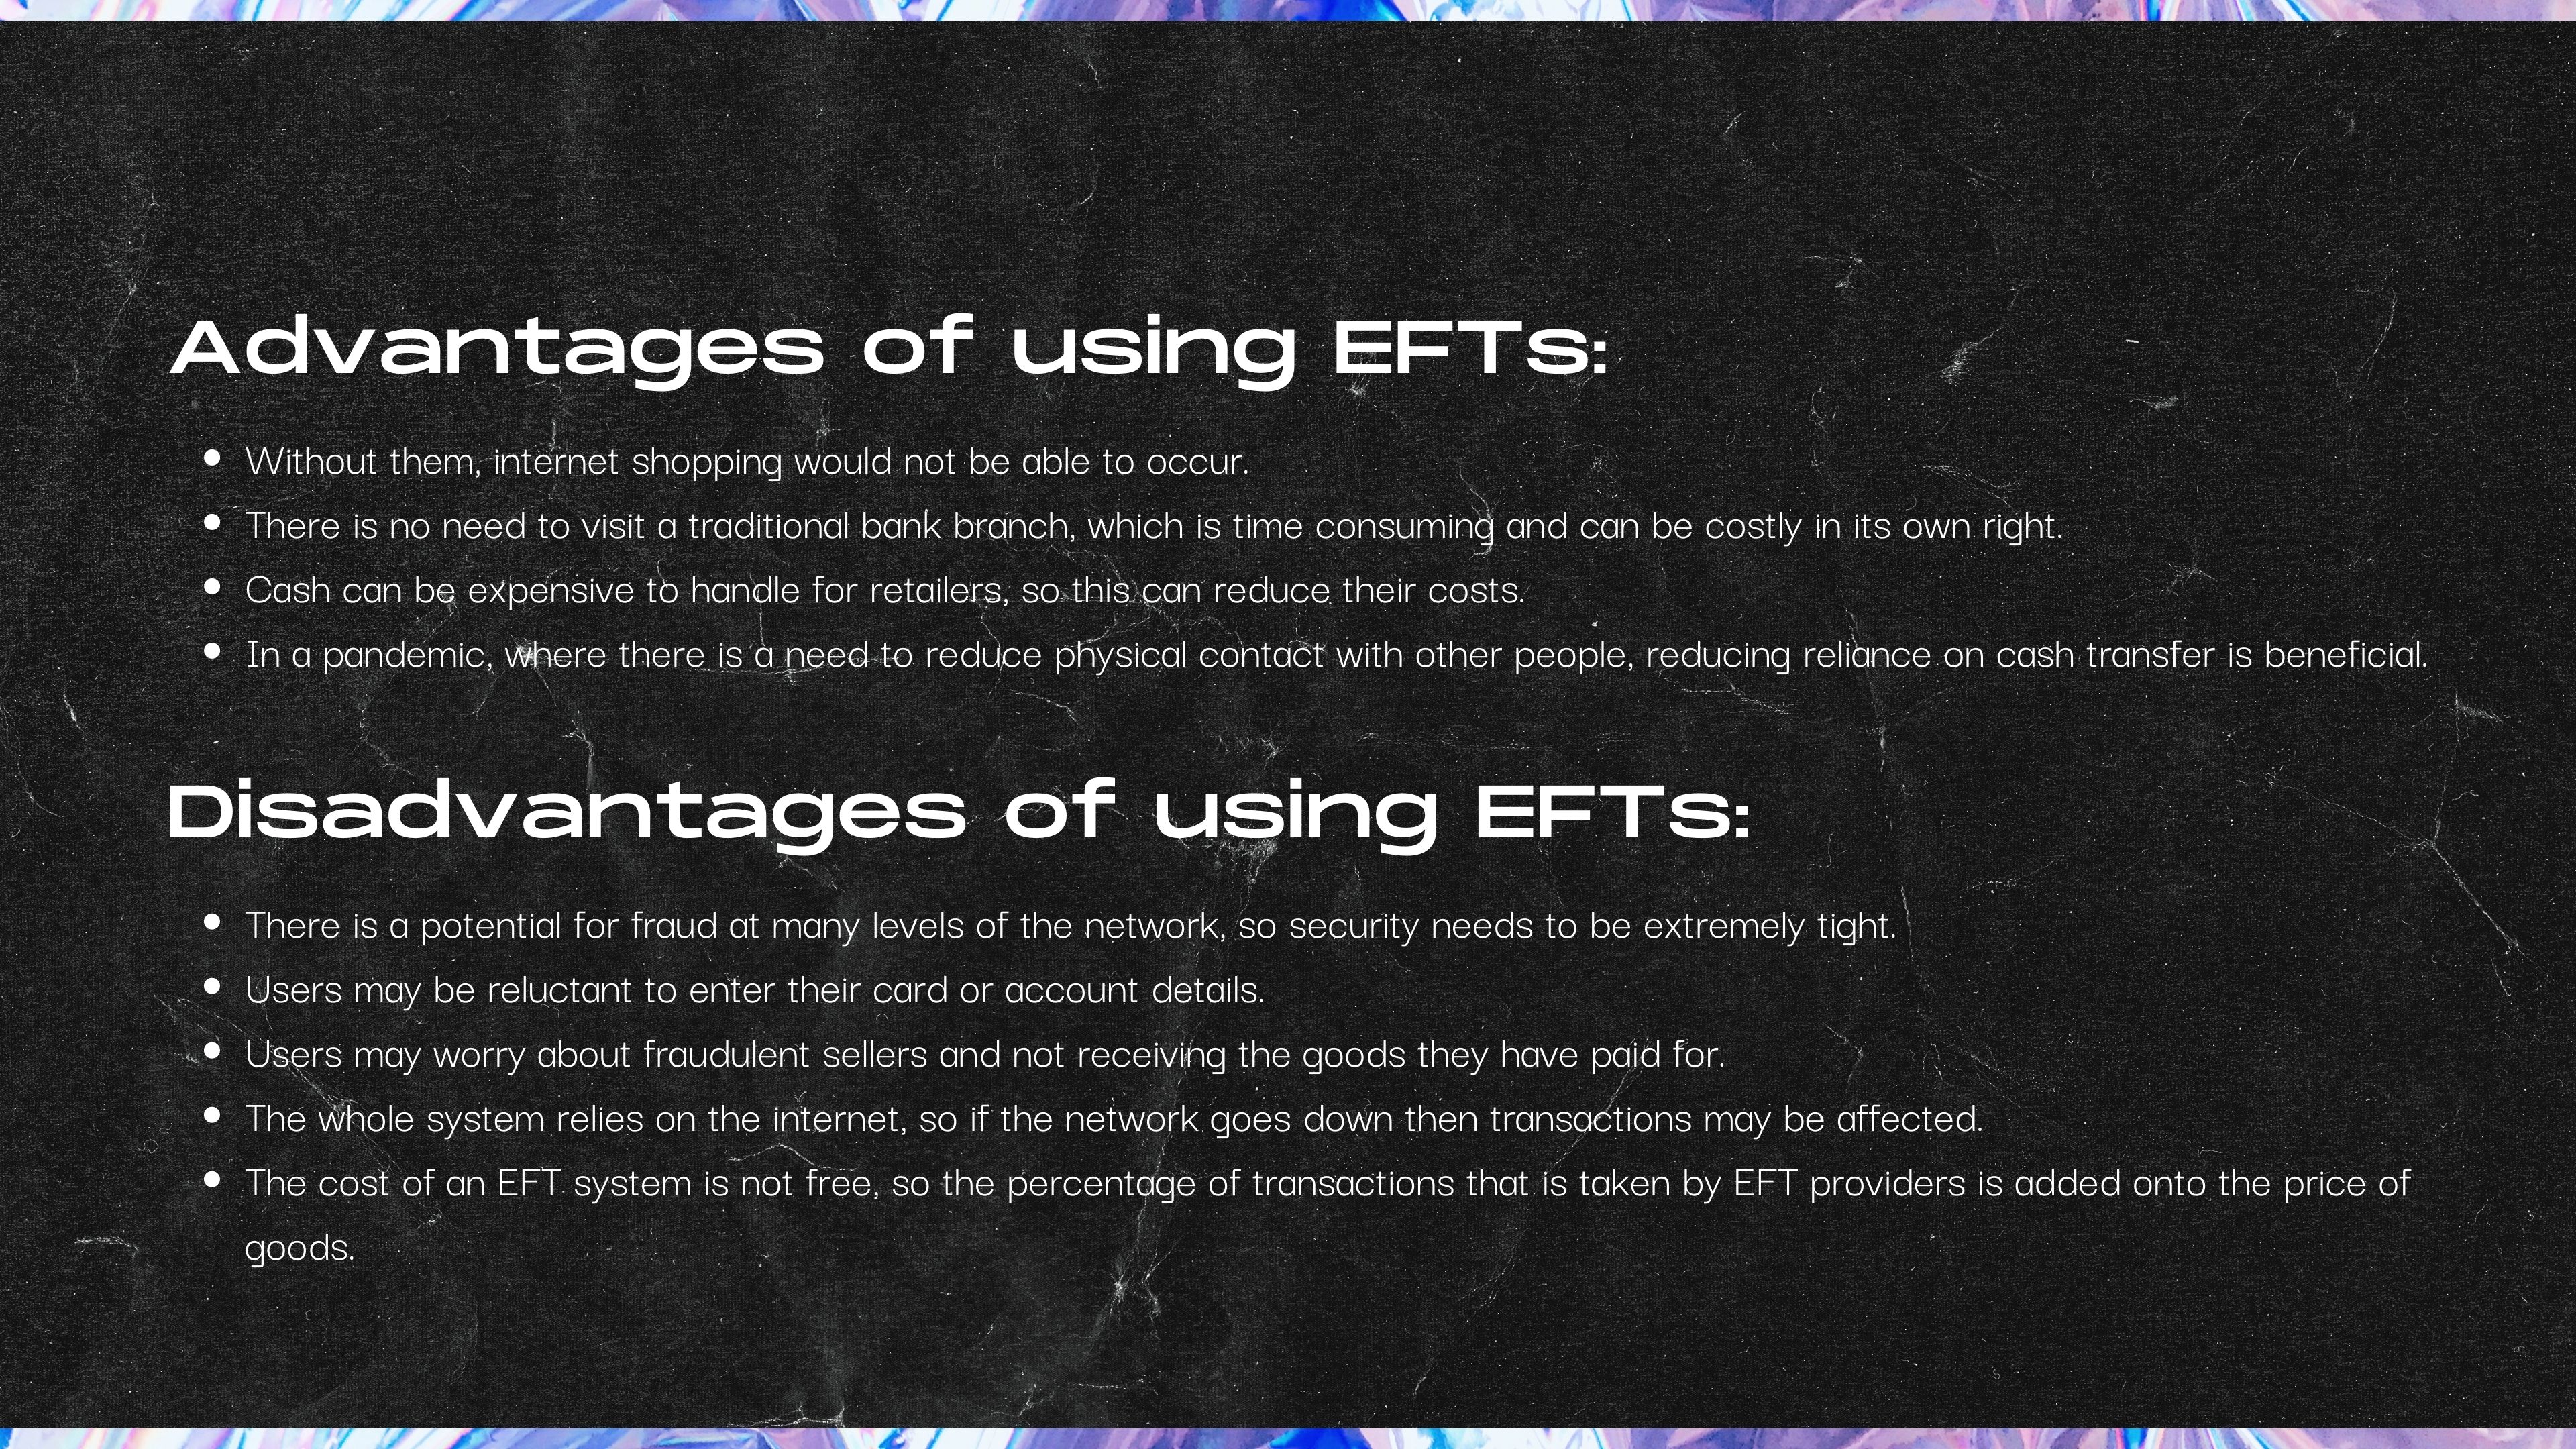 Advantages of using EFTs:
• Without them, internet shopping would not be able to occur.
• There is no need to visit a traditional bank branch, which is time consuming and can be costly in its own right.
• Cash can be expensive to handle for retailers, so this can reduce their costs.
• In a pandemic, where there is a need to reduce physical contact with other people, reducing reliance on cash transfer is beneficial.
Disadvantages of using EFTs:
• There is a potential for fraud at many levels of the network, so security needs to be extremely tight.
• Users may be reluctant to enter their card or account details.
• Users may worry about fraudulent sellers and not receiving the goods they have paid for.
• The whole system relies on the internet, so if the network goes down then transactions may be affected.
• The cost of an EFT system is not free, so the percentage of transactions that is taken by EFT providers is added onto the price of
goods.